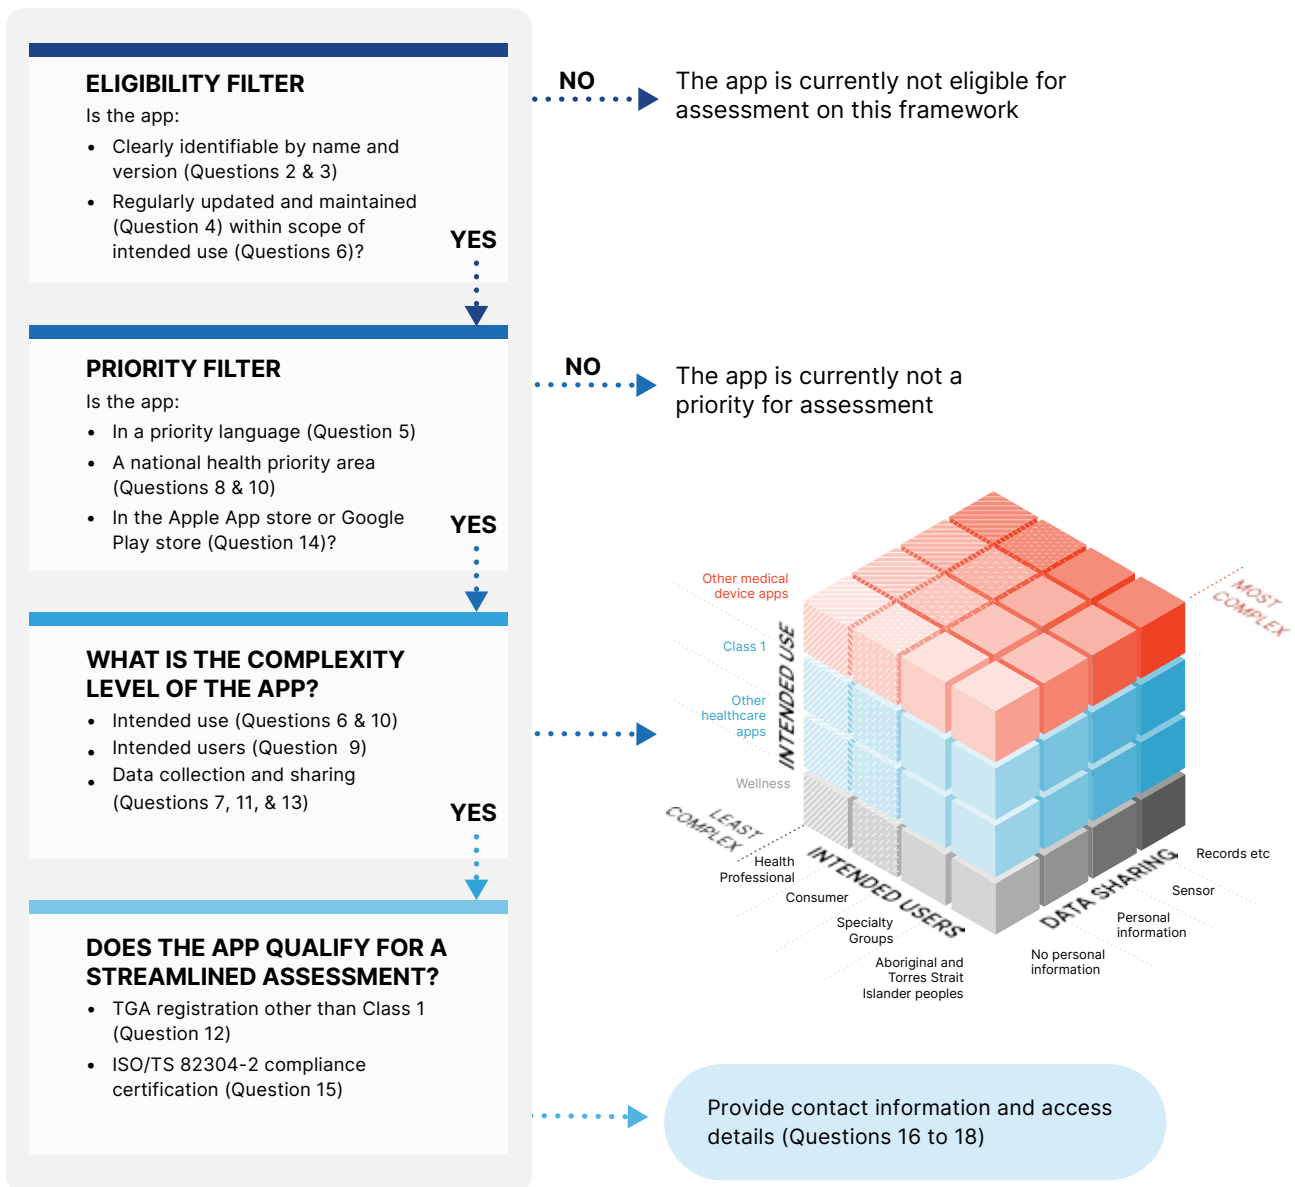 ELIGIBILITY FILTER
Is the app:
• Clearly identifiable by name and
version (Questions 2 & 3)
• Regularly updated and maintained
(Question 4) within scope of
intended use (Questions 6)?
YES
NO
The app is currently not eligible for
assessment on this framework
PRIORITY FILTER
Is the app:
• In a priority language (Question 5)
• A national health priority area
(Questions 8 & 10)
• In the Apple App store or Google
Play store (Question 14)?
YES
NO
The app is currently not a
priority for assessment
WHAT IS THE COMPLEXITY
LEVEL OF THE APP?
• Intended use (Questions 6 & 10)
• Intended users (Question 9)
• Data collection and sharing
(Questions 7, 11, & 13)
YES
Other medical
device apps
Class 1
Other
healthcare
apps
Wellness
INTENDED USE
MOST
COMPLEX
LEAST
COMPLEX
INTENDED USERS
Health
Professional
Consumer
Specialty
Groups
Aboriginal and
Torres Strait
Islander peoples
DATA SHARING
Records etc
Sensor
Personal
information
No personal
information
DOES THE APP QUALIFY FOR A
STREAMLINED ASSESSMENT?
• TGA registration other than Class 1
(Question 12)
• ISO/TS 82304-2 compliance
certification (Question 15)
Provide contact information and access
details (Questions 16 to 18)